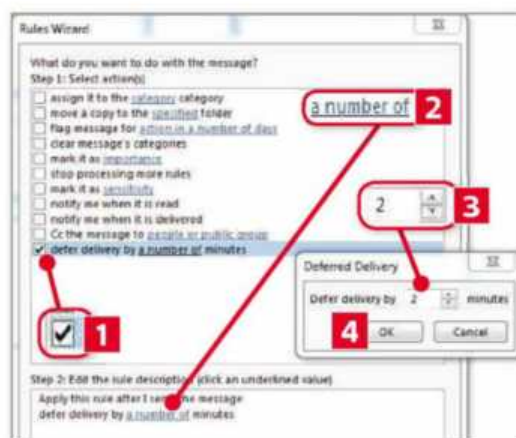 Rules Wizard
What do you want to do with the message?
Step 1: Select action(s)
assign it to the category category
move a copy to the specified folder
flag message for action in a number of days
clear message's categories
mark it as importance
stop processing more rules
mark it as sensitivity
notify me when it is read
notify me when it is delivered
Cc the message to people or public group
defer delivery by a number of minutes
a number of 2
2 3
Deferred Delivery
Defer delivery by 2 minutes
4 OK Cancel
1
Step 2: Edit the rule description (click an underlined value)
Apply this rule after I send the message
defer delivery by a number of minutes